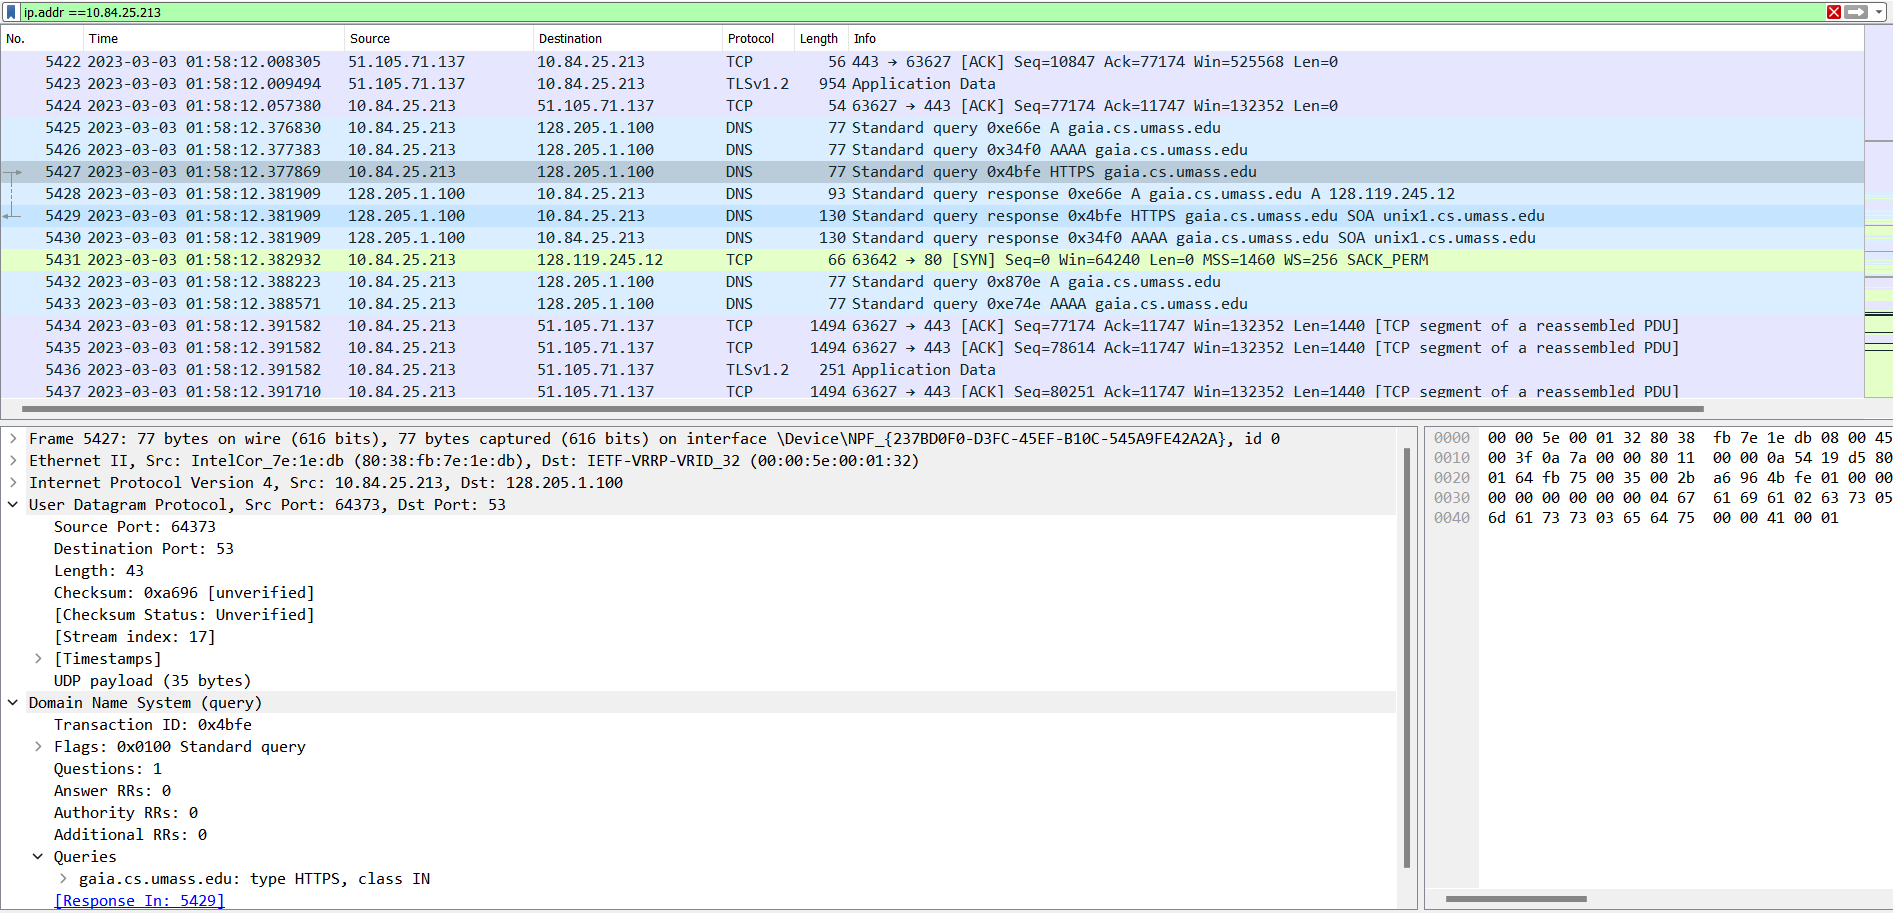 ip.addr ==10.84.25.213
No. Time Source Destination Protocol Length Info
5422 2023-03-03 01:58:12.008305 51.105.71.137 10.84.25.213 TCP 56 443 → 63627 [ACK] Seq=10847 Ack=77174 Win=525568 Len=0
5423 2023-03-03 01:58:12.009494 51.105.71.137 10.84.25.213 TLSv1.2 954 Application Data
5424 2023-03-03 01:58:12.057380 10.84.25.213 51.105.71.137 TCP 54 63627 → 443 [ACK] Seq=77174 Ack=11747 Win=132352 Len=0
5425 2023-03-03 01:58:12.376830 10.84.25.213 128.205.1.100 DNS 77 Standard query 0xe66e A gaia.cs.umass.edu
5426 2023-03-03 01:58:12.377383 10.84.25.213 128.205.1.100 DNS 77 Standard query 0x34f0 AAAA gaia.cs.umass.edu
5427 2023-03-03 01:58:12.377869 10.84.25.213 128.205.1.100 DNS 77 Standard query 0x4bfe HTTPS gaia.cs.umass.edu
5428 2023-03-03 01:58:12.381909 128.205.1.100 10.84.25.213 DNS 93 Standard query response 0xe66e A gaia.cs.umass.edu A 128.119.245.12
5429 2023-03-03 01:58:12.381909 128.205.1.100 10.84.25.213 DNS 130 Standard query response 0x4bfe HTTPS gaia.cs.umass.edu SOA unix1.cs.umass.edu
5430 2023-03-03 01:58:12.381909 128.205.1.100 10.84.25.213 DNS 130 Standard query response 0x34f0 AAAA gaia.cs.umass.edu SOA unix1.cs.umass.edu
5431 2023-03-03 01:58:12.382932 10.84.25.213 128.119.245.12 TCP 66 63642 → 80 [SYN] Seq=0 Win=64240 Len=0 MSS=1460 WS=256 SACK_PERM
5432 2023-03-03 01:58:12.388223 10.84.25.213 128.205.1.100 DNS 77 Standard query 0x870e A gaia.cs.umass.edu
5433 2023-03-03 01:58:12.388571 10.84.25.213 128.205.1.100 DNS 77 Standard query 0xe74e AAAA gaia.cs.umass.edu
5434 2023-03-03 01:58:12.391582 10.84.25.213 51.105.71.137 TCP 1494 63627 → 443 [ACK] Seq=77174 Ack=11747 Win=132352 Len=1440 [TCP segment of a reassembled PDU]
5435 2023-03-03 01:58:12.391582 10.84.25.213 51.105.71.137 TCP 1494 63627 → 443 [ACK] Seq=78614 Ack=11747 Win=132352 Len=1440 [TCP segment of a reassembled PDU]
5436 2023-03-03 01:58:12.391582 10.84.25.213 51.105.71.137 TLSv1.2 251 Application Data
5437 2023-03-03 01:58:12.391710 10.84.25.213 51.105.71.137 TCP 1494 63627 → 443 [ACK] Seq=80251 Ack=11747 Win=132352 Len=1440 [TCP segment of a reassembled PDU]
Frame 5427: 77 bytes on wire (616 bits), 77 bytes captured (616 bits) on interface \Device\NPF_{237BD0F0-D3FC-45EF-B10C-545A9FE42A2A}, id 0
Ethernet II, Src: IntelCor_7e:1e:db (80:38:fb:7e:1e:db), Dst: IETF-VRRP-VRID_32 (00:00:5e:00:01:32)
Internet Protocol Version 4, Src: 10.84.25.213, Dst: 128.205.1.100
User Datagram Protocol, Src Port: 64373, Dst Port: 53
Source Port: 64373
Destination Port: 53
Length: 43
Checksum: 0xa696 [unverified]
[Checksum Status: Unverified]
[Stream index: 17]
[Timestamps]
UDP payload (35 bytes)
Domain Name System (query)
Transaction ID: 0x4bfe
Flags: 0x0100 Standard query
Questions: 1
Answer RRs: 0
Authority RRs: 0
Additional RRs: 0
Queries
gaia.cs.umass.edu: type HTTPS, class IN
[Response In: 5429]
0000 00 00 5e 00 01 32 80 38 fb 7e 1e db 08 00 45
0010 00 3f 0a 7a 00 00 80 11 00 00 0a 54 19 d5 80
0020 01 64 fb 75 00 35 00 2b a6 96 4b fe 01 00 00
0030 00 00 00 00 00 00 04 67 61 69 61 02 63 73 05
0040 6d 61 73 73 03 65 64 75 00 00 41 00 01